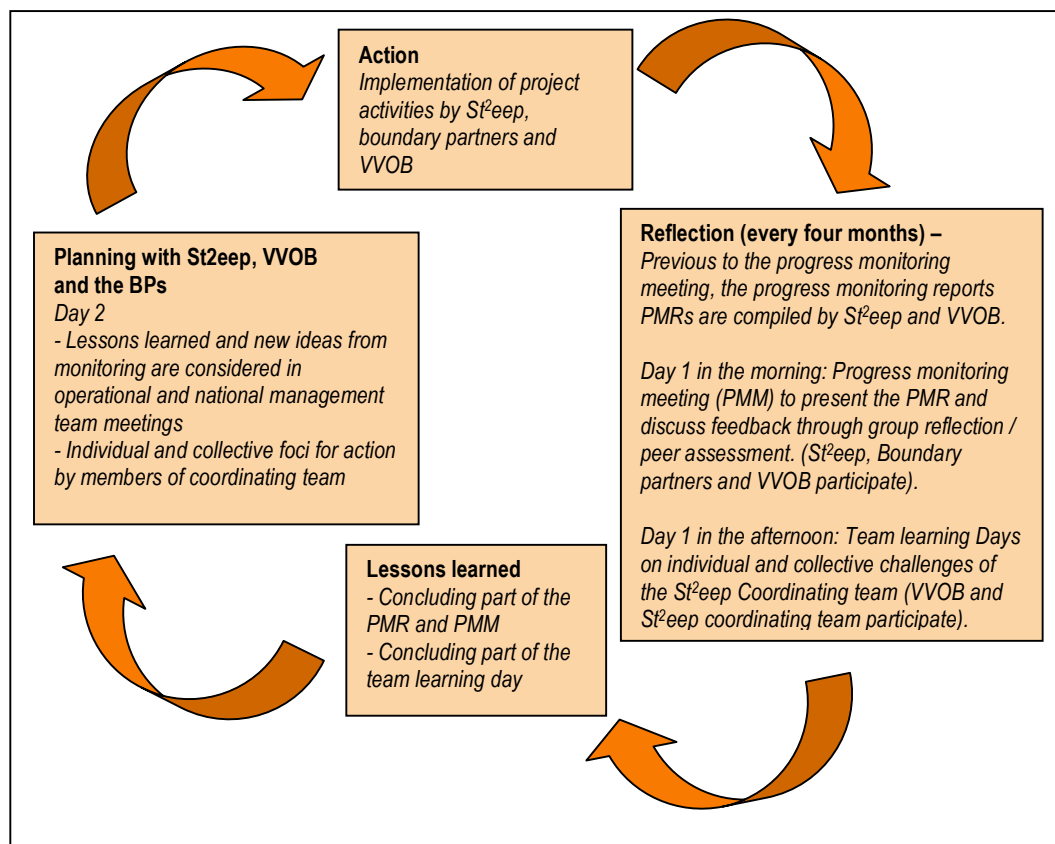 Action
Implementation of project
activities by St²eep,
boundary partners and
VVOB
Reflection (every four months) –
Previous to the progress monitoring
meeting, the progress monitoring reports
PMRs are compiled by St²eep and VVOB.
Day 1 in the morning: Progress monitoring
meeting (PMM) to present the PMR and
discuss feedback through group reflection /
peer assessment. (St²eep, Boundary
partners and VVOB participate).
Day 1 in the afternoon: Team learning Days
on individual and collective challenges of
the St²eep Coordinating team (VVOB and
St²eep coordinating team participate).
Lessons learned
- Concluding part of the
PMR and PMM
- Concluding part of the
team learning day
Planning with St2eep, VVOB
and the BPs
Day 2
- Lessons learned and new ideas from
monitoring are considered in
operational and national management
team meetings
- Individual and collective foci for action
by members of coordinating team